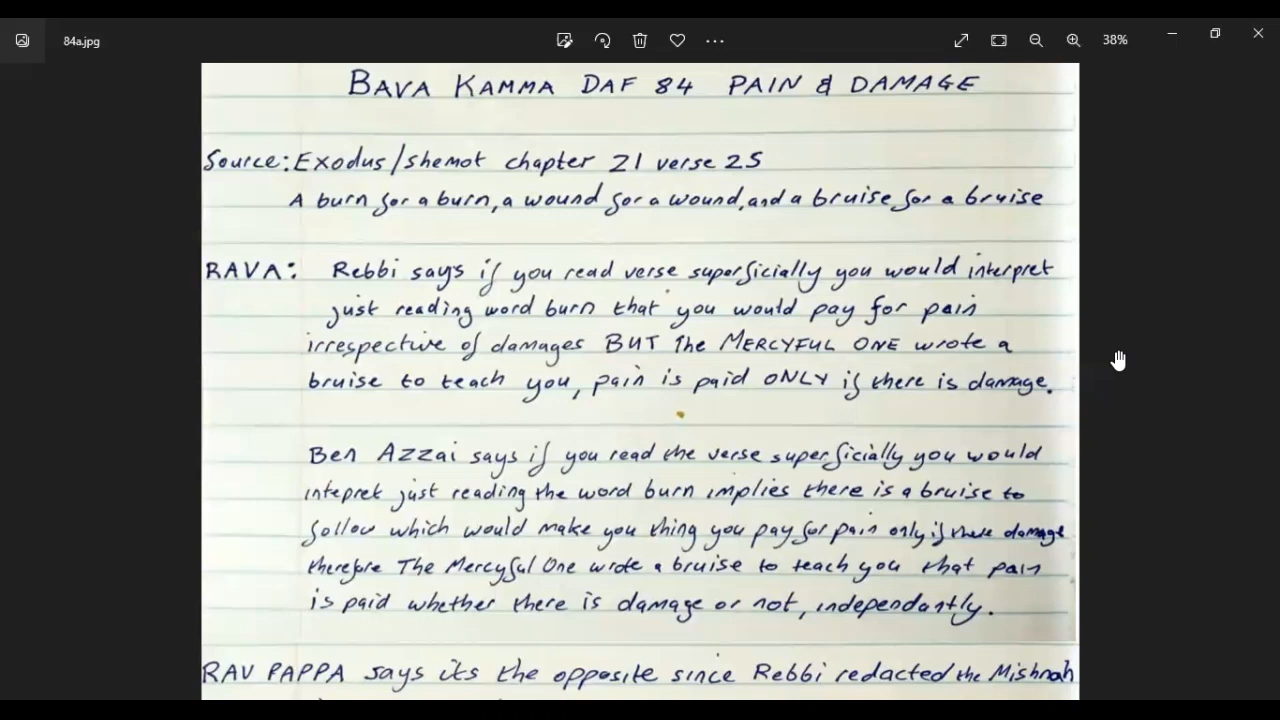 84a.jpg
38%
BAVA KAMMA DAF 84 PAIN & DAMAGE
Source: Exodus/shemot chapter 21 verse 25
A burn for a burn, a wound for a wound, and a bruise for a bruise
RAVA: Rebbi says if you read verse superficially you would interpret
just reading word burn that you would pay for pain
irrespective of damages BUT The MERCYFUL ONE wrote a
bruise to teach you, pain is paid ONLY if there is damage.
Ben Azzai says if you read the verse superficially you would
intepret just reading the word burn implies there is a bruise to
follow which would make you thing you pay for pain only if there damage
therefore The Mercyful One wrote a bruise to teach you that pain
is paid whether there is damage or not, independantly.
RAV PAPPA says its the opposite since Rebbi redacted the Mishnah